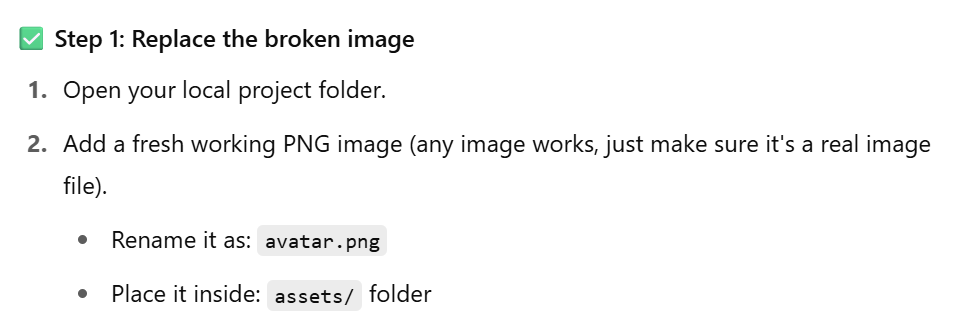 ✅ Step 1: Replace the broken image
1. Open your local project folder.
2. Add a fresh working PNG image (any image works, just make sure it's a real image
file).
• Rename it as: avatar.png
• Place it inside: assets/ folder